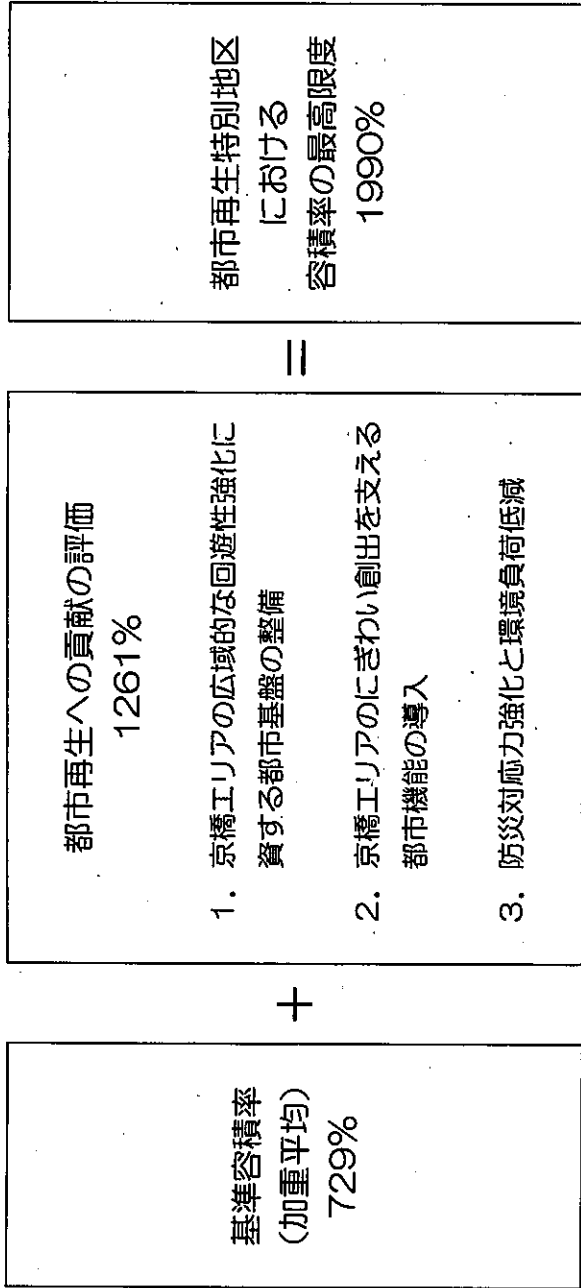 基準容積率
(加重平均)
729%
+
都市再生への貢献の評価
1261%
1. 京橋エリアの広域的な回遊性強化に
資する都市基盤の整備
2. 京橋エリアのにぎわい創出を支える
都市機能の導入
3. 防災対応力強化と環境負荷低減
=
都市再生特別地区
における
容積率の最高限度
1990%